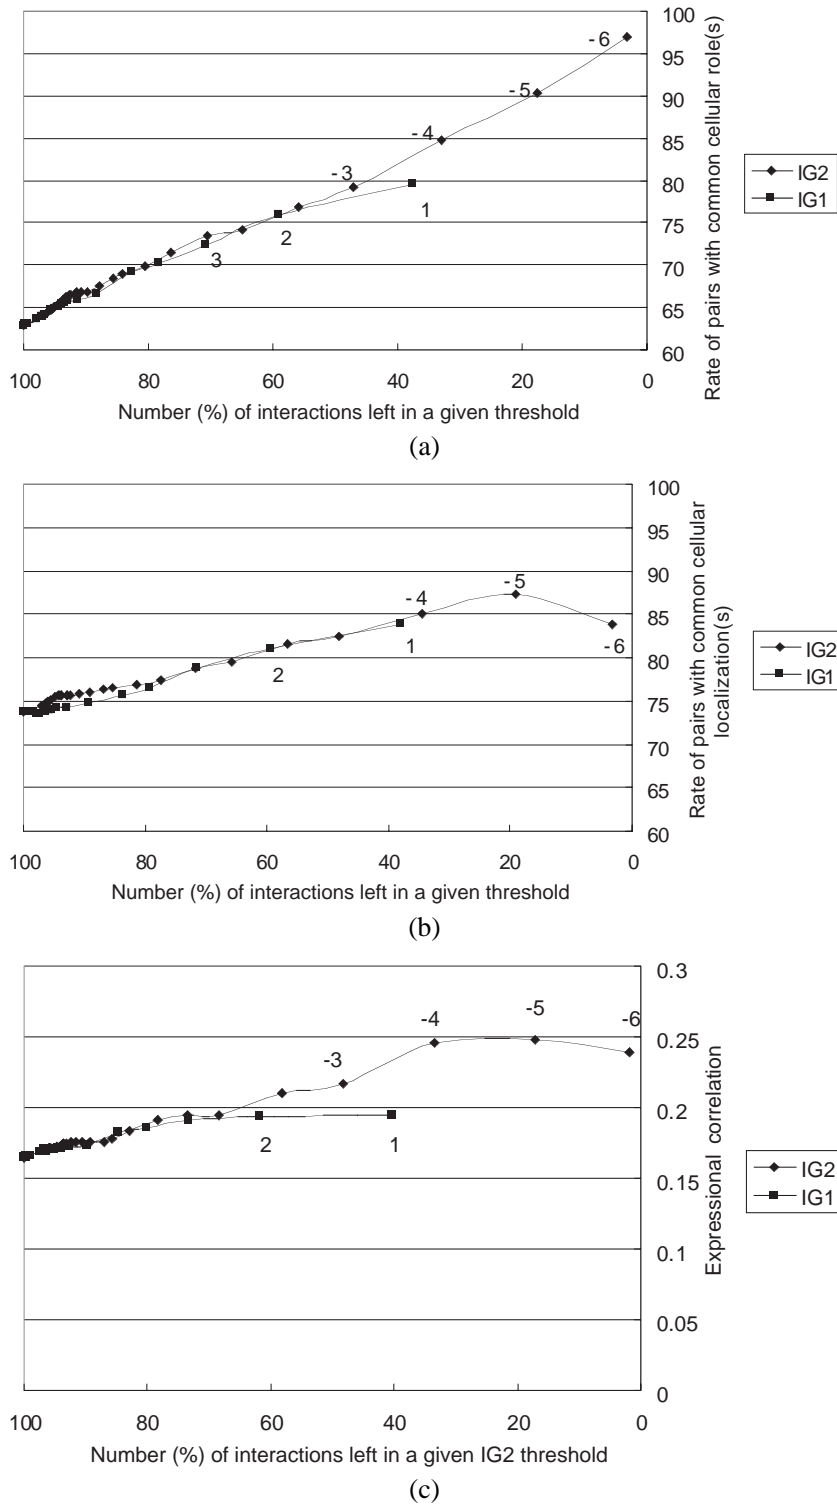 100
95
90
85
80
75
70
65
60
Rate of pairs with common cellular role(s)
-6
-5
-4
-3
1
2
3
IG2
IG1
100 80 60 40 20 0
Number (%) of interactions left in a given threshold
(a)
100
95
90
85
80
75
70
65
60
Rate of pairs with common cellular
localization(s)
-5
-4
-6
1
2
IG2
IG1
100 80 60 40 20 0
Number (%) of interactions left in a given threshold
(b)
0.3
0.25
0.2
0.15
0.1
0.05
0
Expressional correlation
-5
-6
-4
-3
2
1
IG2
IG1
100 80 60 40 20 0
Number (%) of interactions left in a given IG2 threshold
(c)